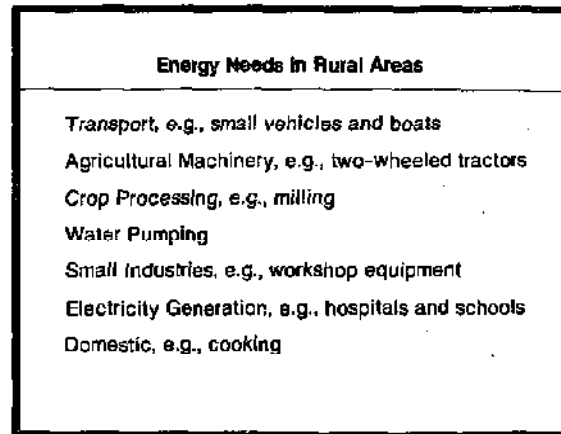 Energy Needs in Rural Areas
Transport, e.g., small vehicles and boats
Agricultural Machinery, e.g., two-wheeled tractors
Crop Processing, e.g., milling
Water Pumping
Small Industries, e.g., workshop equipment
Electricity Generation, e.g., hospitals and schools
Domestic, e.g., cooking